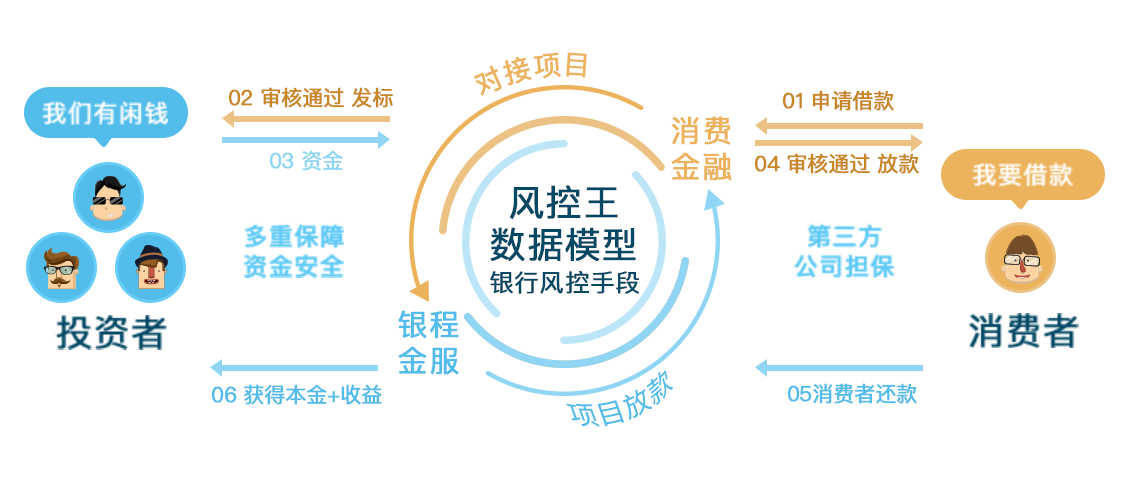 对接项目
我们有闲钱
02 审核通过 发标
03 资金
01 申请借款
消费
金融
04 审核通过 放款
我要借款
风控王
数据模型
银行风控手段
多重保障
资金安全
第三方
公司担保
投资者
消费者
银程
金服
06 获得本金+收益
05消费者还款
项目放款